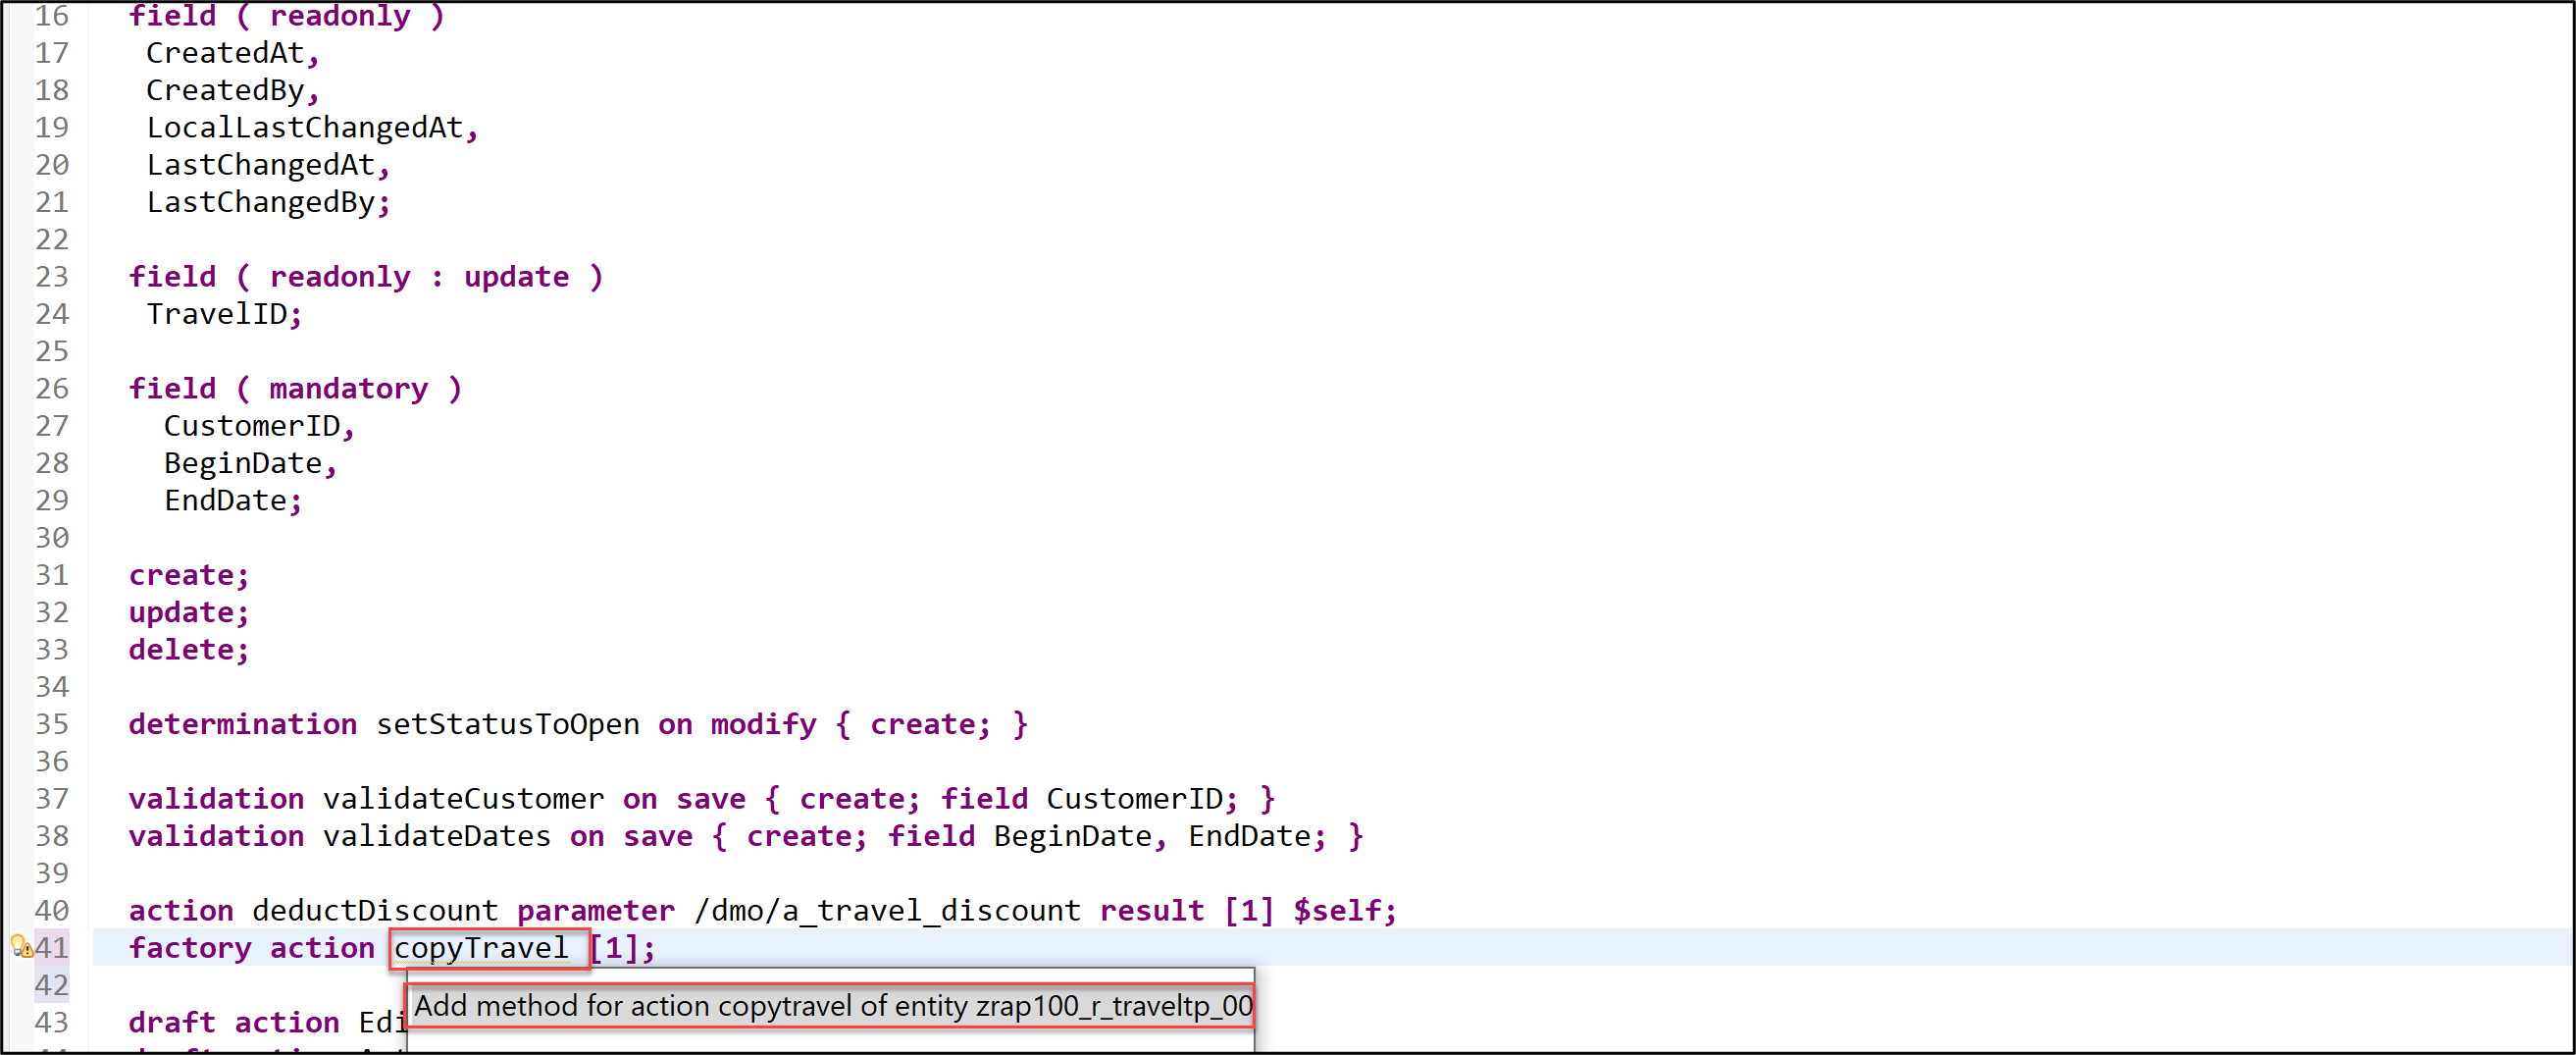 16 field ( readonly )
17 CreatedAt,
18 CreatedBy,
19 LocalLastChangedAt,
20 LastChangedAt,
21 LastChangedBy;
22
23 field ( readonly : update )
24 TravelID;
25
26 field ( mandatory )
27 CustomerID,
28 BeginDate,
29 EndDate;
30
31 create;
32 update;
33 delete;
34
35 determination setStatusToOpen on modify { create; }
36
37 validation validateCustomer on save { create; field CustomerID; }
38 validation validateDates on save { create; field BeginDate, EndDate; }
39
40 action deductDiscount parameter /dmo/a_travel_discount result [1] $self;
41 factory action copyTravel [1];
42
Add method for action copytravel of entity zrap100_r_traveltp_00
43 draft action Edi